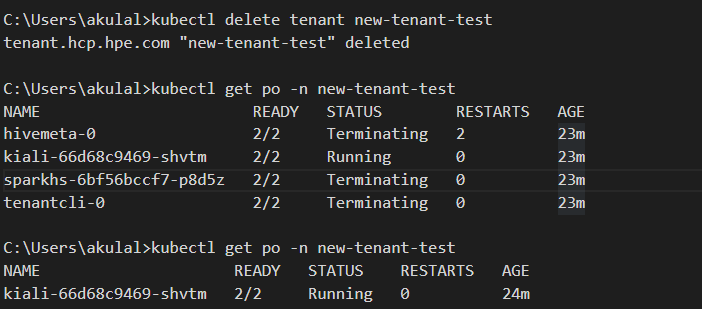 C:\Users\akulal>kubectl delete tenant new-tenant-test
tenant.hcp.hpe.com "new-tenant-test" deleted
C:\Users\akulal>kubectl get po -n new-tenant-test
NAME READY STATUS RESTARTS AGE
hivemeta-0 2/2 Terminating 2 23m
kiali-66d68c9469-shvtm 2/2 Running 0 23m
sparkhs-6bf56bccf7-p8d5z 2/2 Terminating 0 23m
tenantcli-0 2/2 Terminating 0 23m
C:\Users\akulal>kubectl get po -n new-tenant-test
NAME READY STATUS RESTARTS AGE
kiali-66d68c9469-shvtm 2/2 Running 0 24m